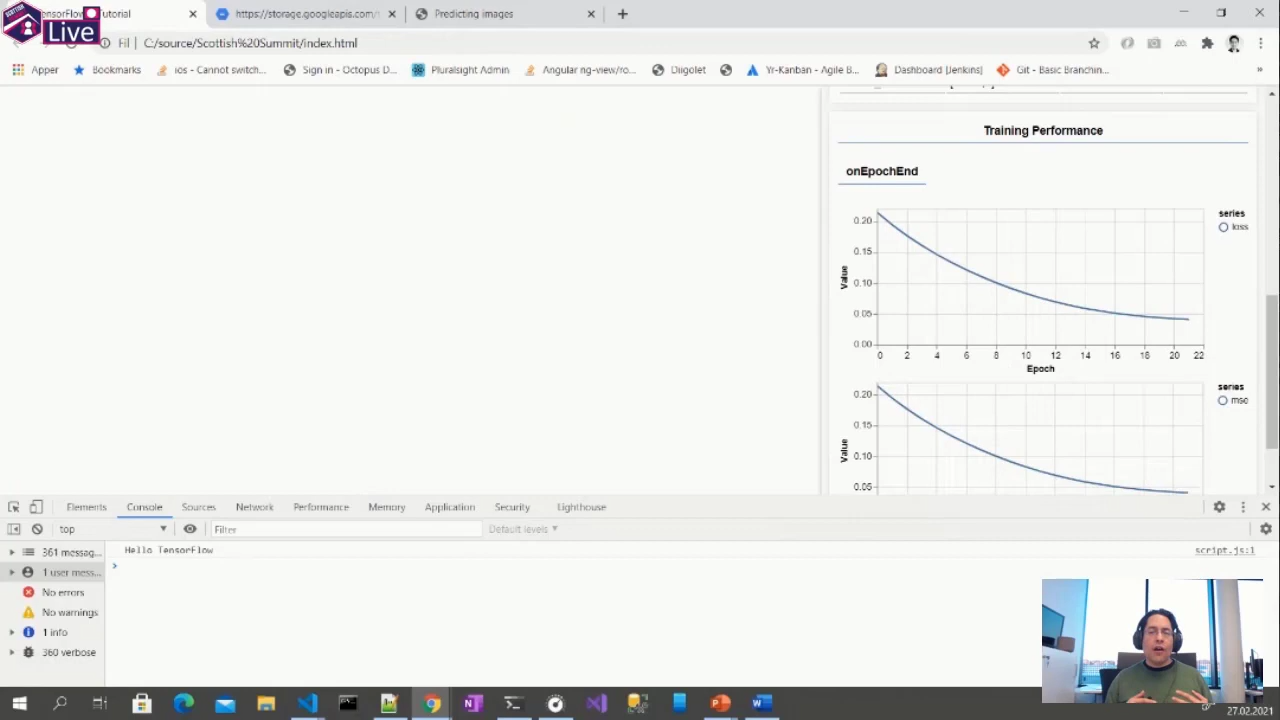 Live
TensorFlow Tutorial
https://storage.googleapis.com/t
Predicting images
Fil
C:/source/Scottish%20Summit/index.html
Apper
Bookmarks
ios - Cannot switch...
Sign in - Octopus D...
Pluralsight Admin
Angular ng-view/ro...
Diigolet
Yr-Kanban - Agile B...
Dashboard [Jenkins]
Git - Basic Branchin...
»
Training Performance
onEpochEnd
0.20
0.15
0.10
0.05
0.00
Value
0 2 4 6 8 10 12 14 16 18 20 22
Epoch
series
loss
0.20
0.15
0.10
0.05
Value
series
mse
Elements Console Sources Network Performance Memory Application Security Lighthouse
top
Filter
Default levels
361 messag...
1 user mess...
No errors
No warnings
1 info
360 verbose
Hello TensorFlow
script.js:1
27.02.2021